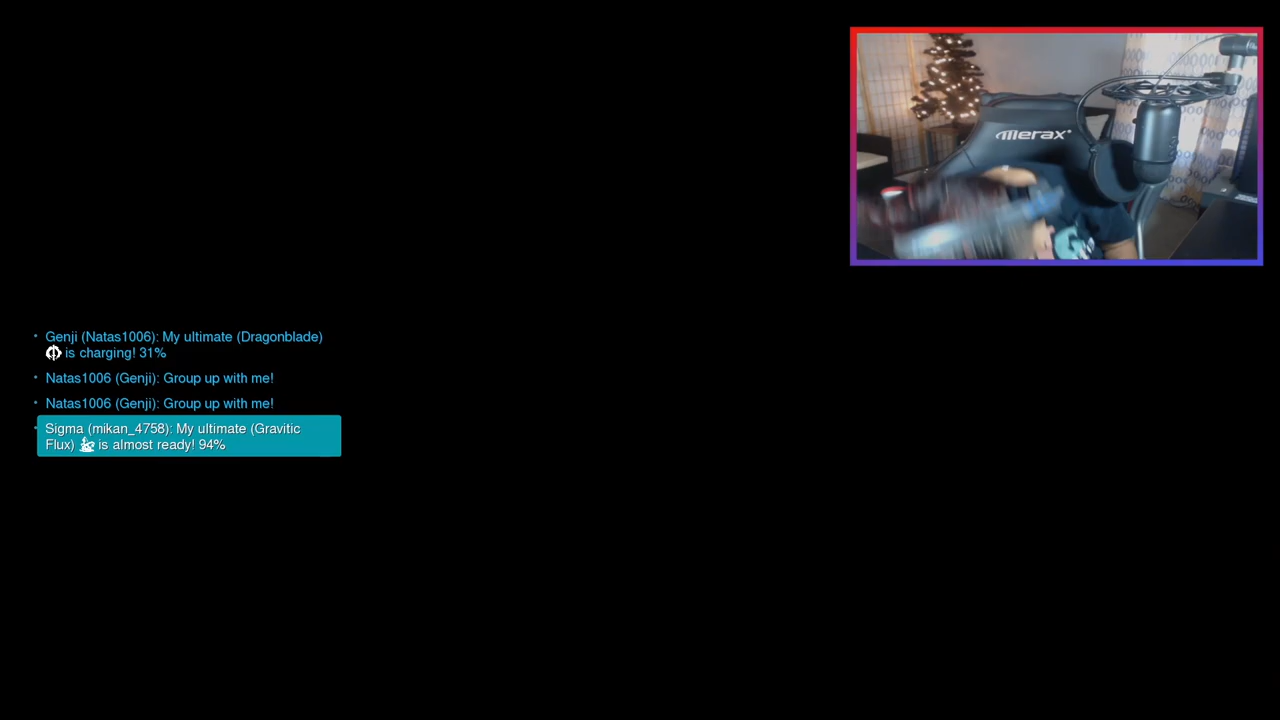 merax
Genji (Natas1006): My ultimate (Dragonblade)
is charging! 31%
Natas1006 (Genji): Group up with me!
Natas1006 (Genji): Group up with me!
Sigma (mikan_4758): My ultimate (Gravitic
Flux) is almost ready! 94%